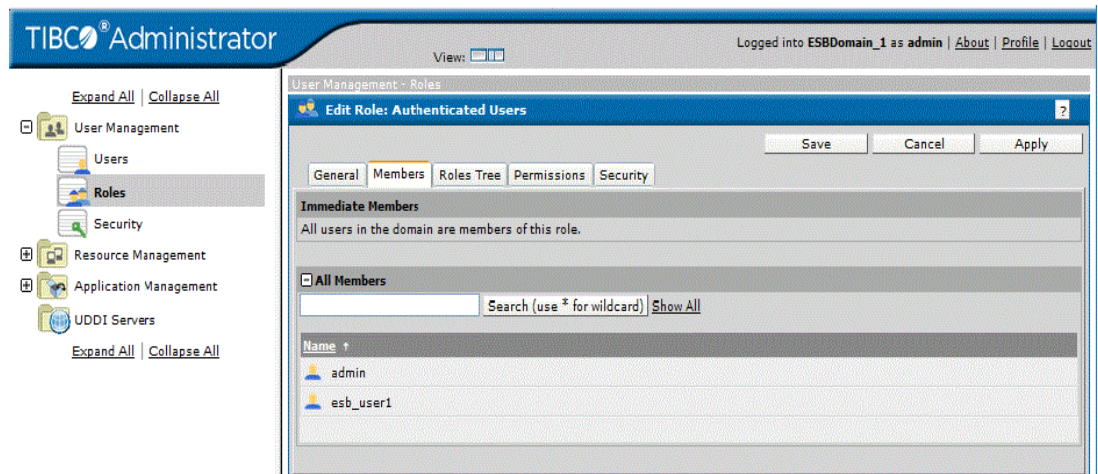 TIBCO® Administrator
View:
Logged into ESBDomain_1 as admin | About | Profile | Logout
Expand All | Collapse All
User Management
Users
Roles
Security
Resource Management
Application Management
UDDI Servers
Expand All | Collapse All
User Management - Roles
Edit Role: Authenticated Users
?
Save
Cancel
Apply
General
Members
Roles Tree
Permissions
Security
Immediate Members
All users in the domain are members of this role.
All Members
Search (use * for wildcard) Show All
Name ↑
admin
esb_user1